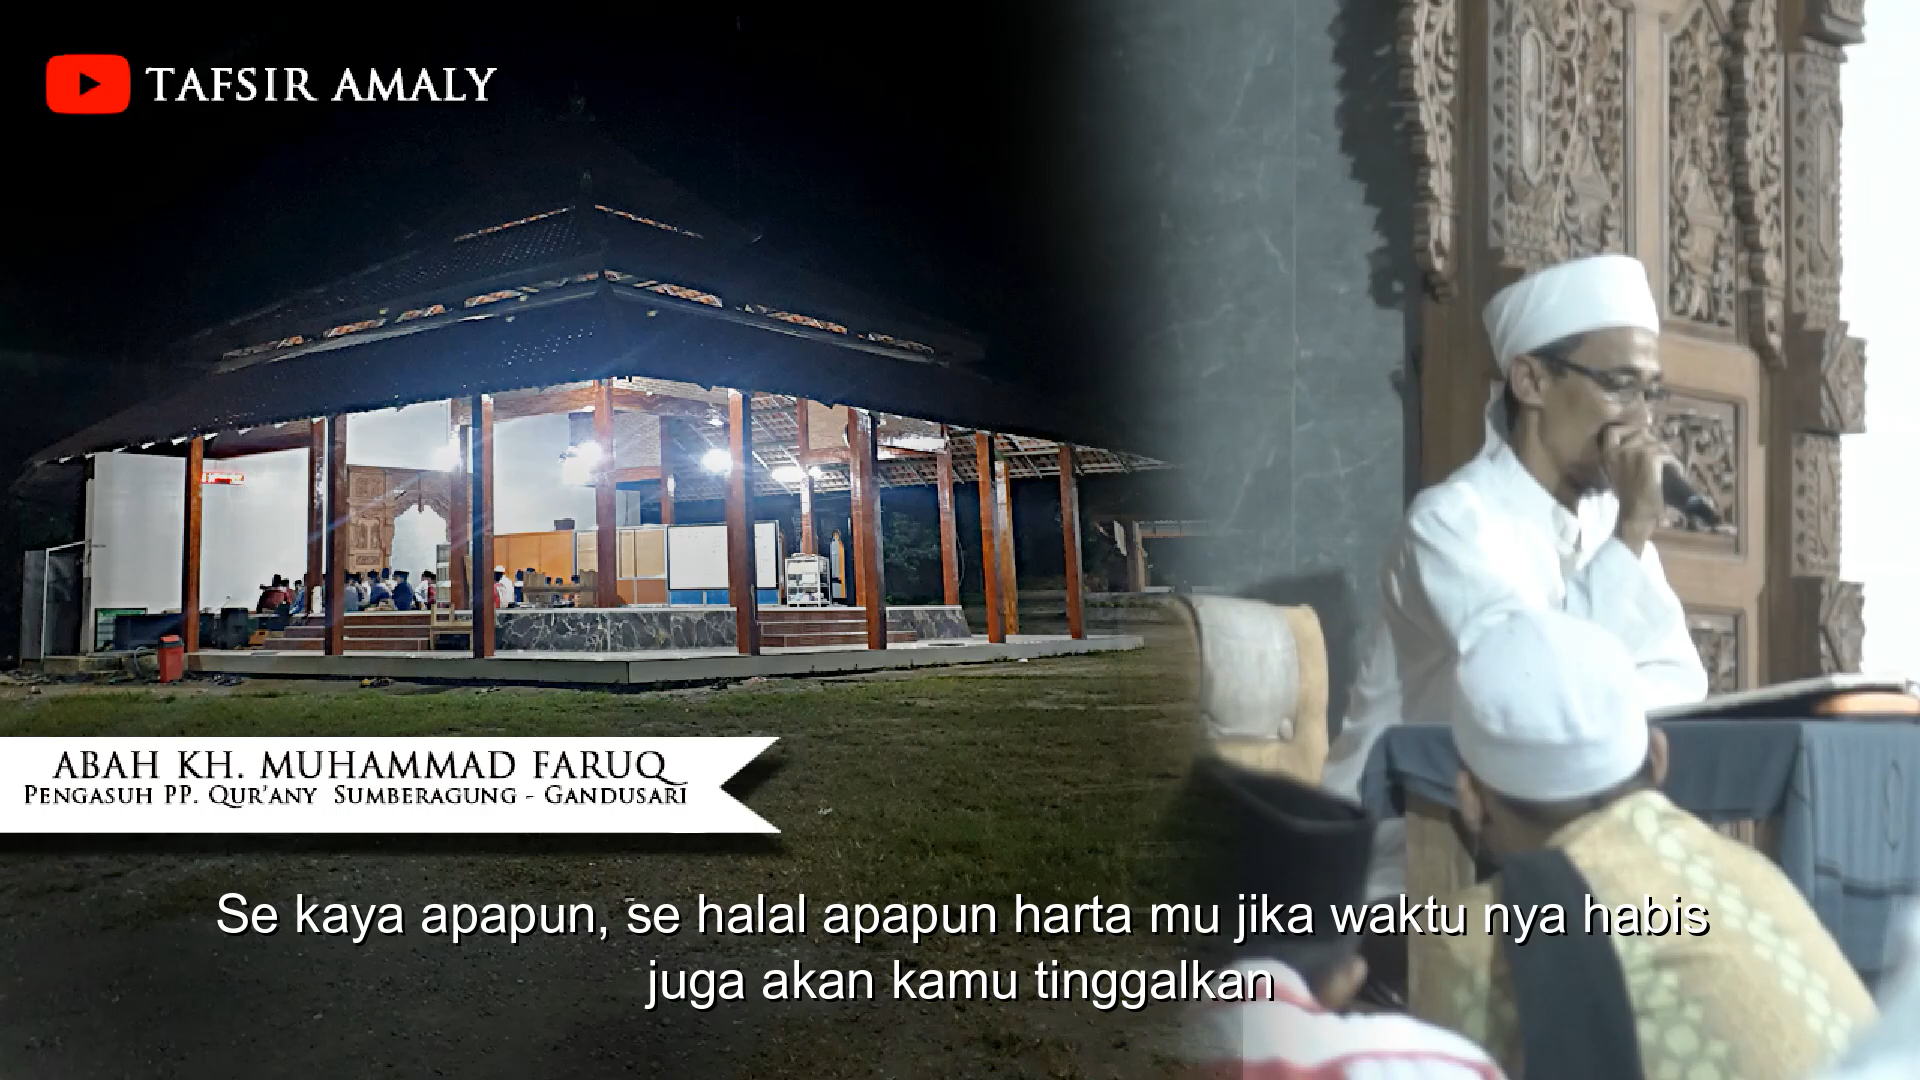 TAFSIR AMALY
ABAH KH. MUHAMMAD FARUQ
PENGASUH PP. QUR'ANY SUMBERAGUNG - GANDUSARI
Se kaya apapun, se halal apapun harta mu jika waktu nya habis
juga akan kamu tinggalkan